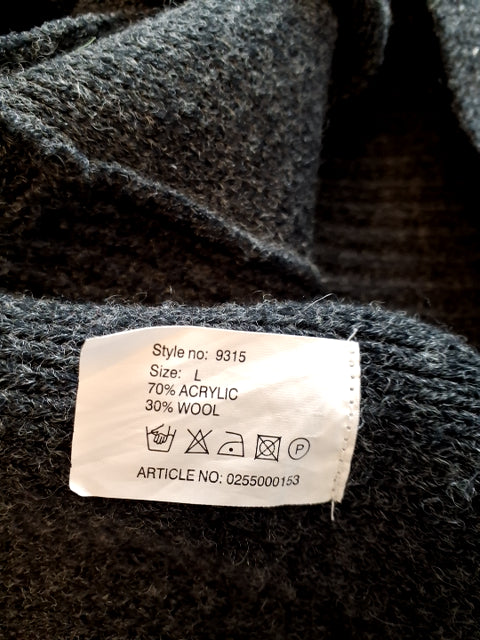 Style no: 9315
Size: L
70% ACRYLIC
30% WOOL
P
ARTICLE NO: 0255000153